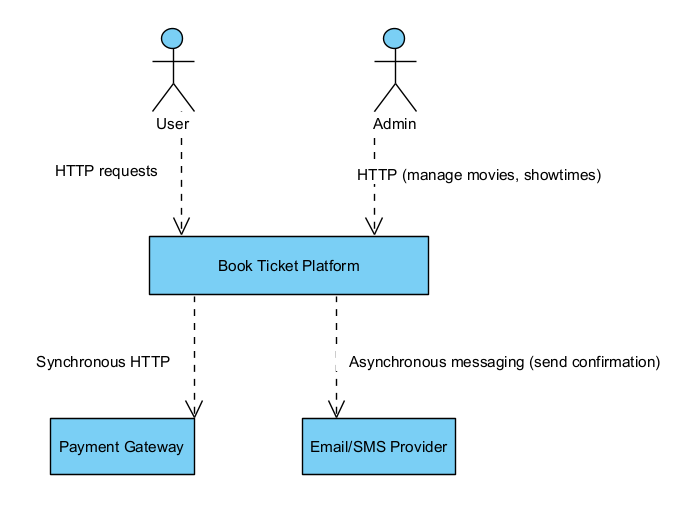 User
Admin
HTTP requests
HTTP (manage movies, showtimes)
Book Ticket Platform
Synchronous HTTP
Asynchronous messaging (send confirmation)
Payment Gateway
Email/SMS Provider